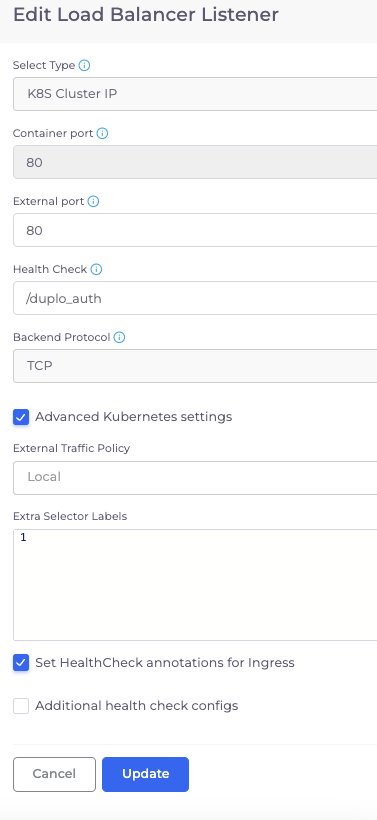 Edit Load Balancer Listener
Select Type
K8S Cluster IP
Container port
80
External port
80
Health Check
/duplo_auth
Backend Protocol
TCP
Advanced Kubernetes settings
External Traffic Policy
Local
Extra Selector Labels
1
Set HealthCheck annotations for Ingress
Additional health check configs
Cancel Update